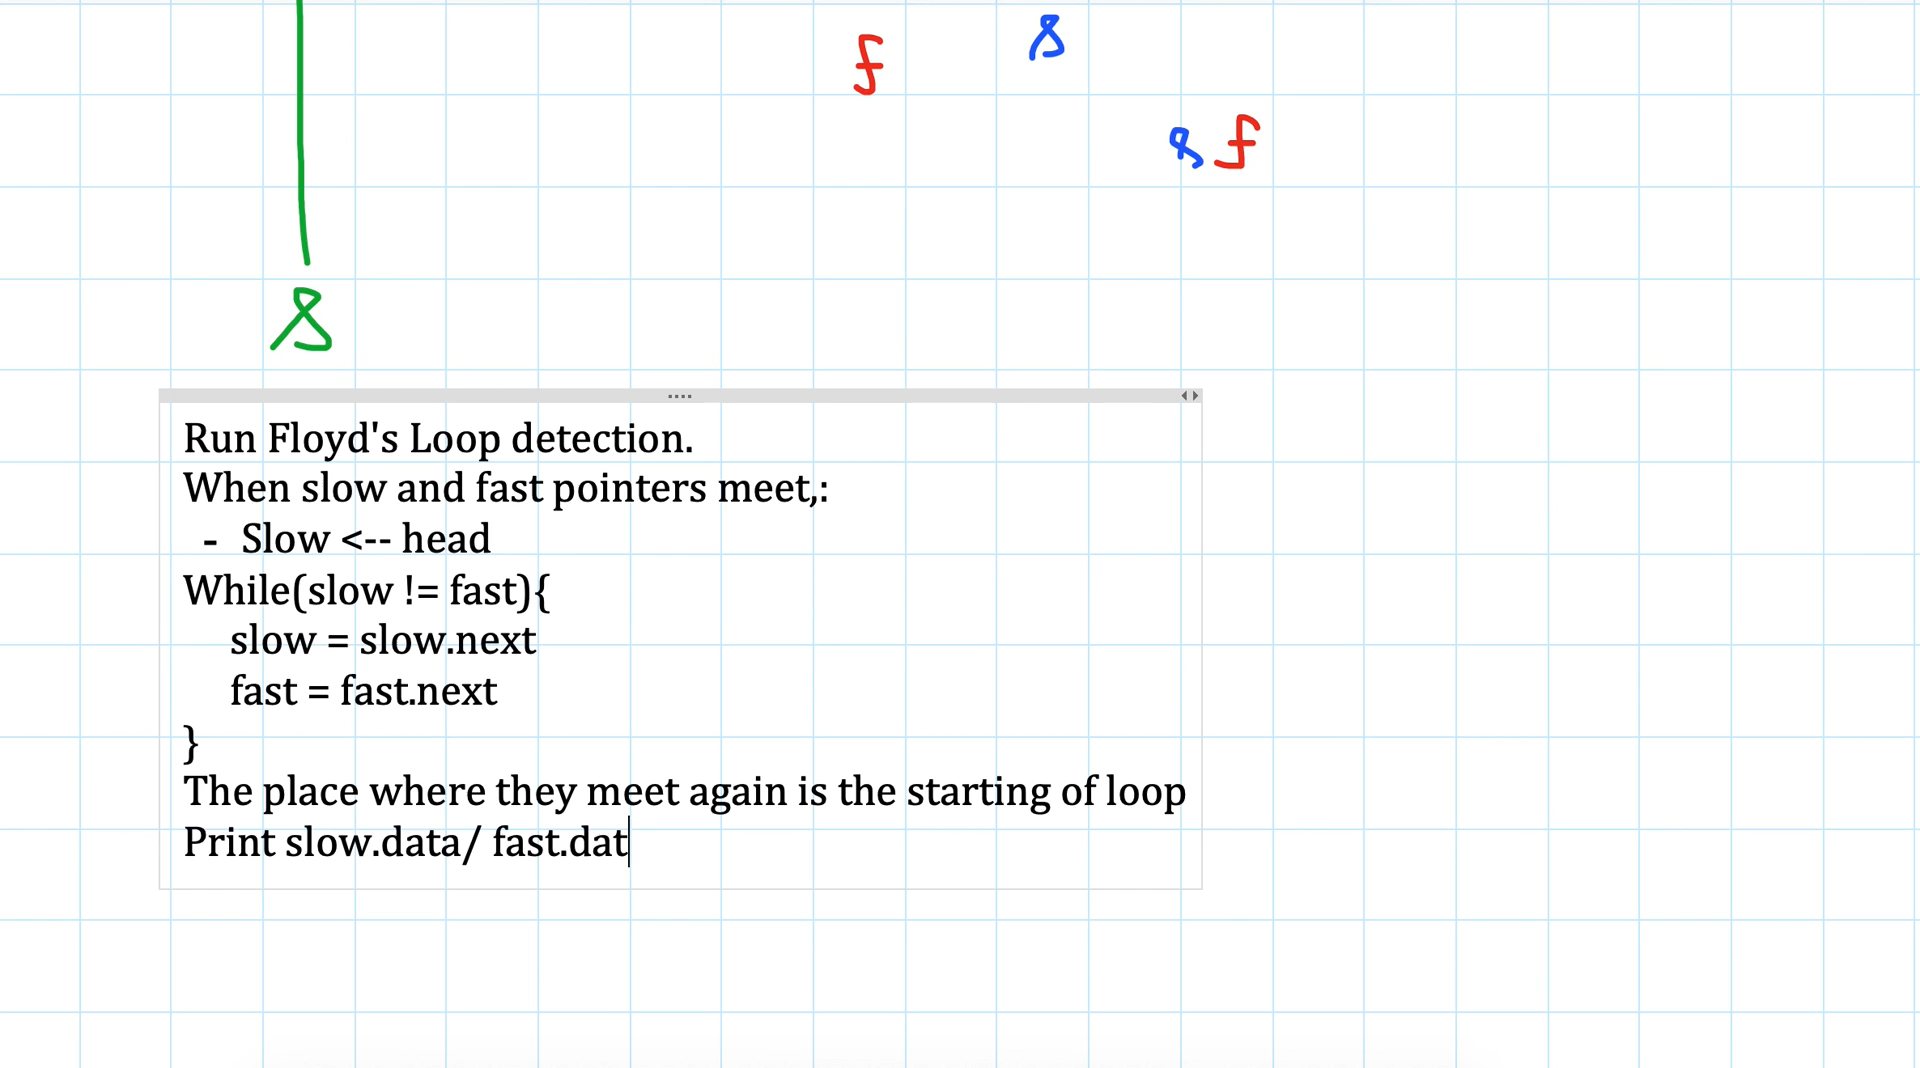 f s
s f
s
Run Floyd's Loop detection.
When slow and fast pointers meet,:
- Slow <-- head
While(slow != fast){
slow = slow.next
fast = fast.next
}
The place where they meet again is the starting of loop
Print slow.data/ fast.dat